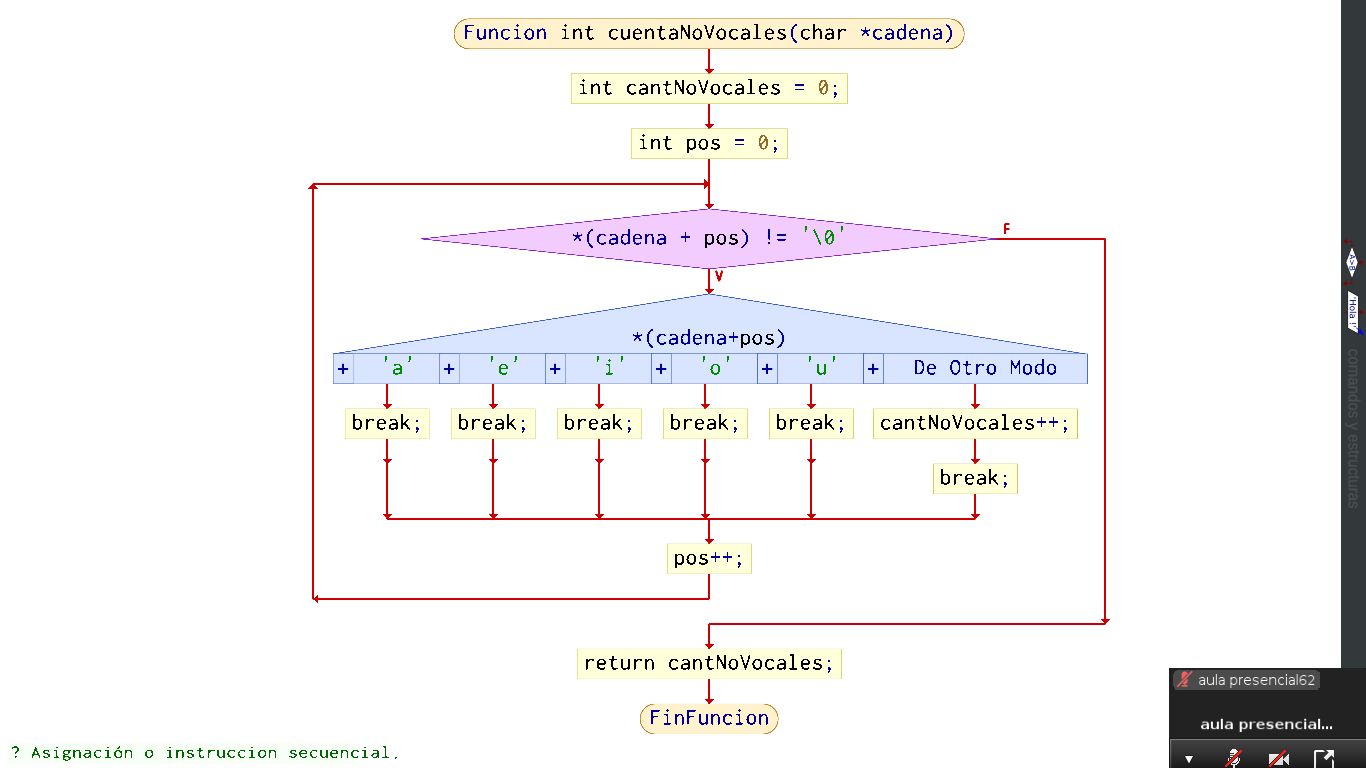 Funcion int cuentaNoVocales(char *cadena)
int cantNoVocales = 0;
int pos = 0;
*(cadena + pos) != '\0'
F
V
*(cadena+pos)
+ 'a' + 'e' + 'i' + 'o' + 'u' + De Otro Modo
break; break; break; break; break; cantNoVocales++;
break;
pos++;
return cantNoVocales;
FinFuncion
? Asignación o instruccion secuencial.
A>B
'Hola !'
comandos y estructuras
aula presencial62
aula presencial...